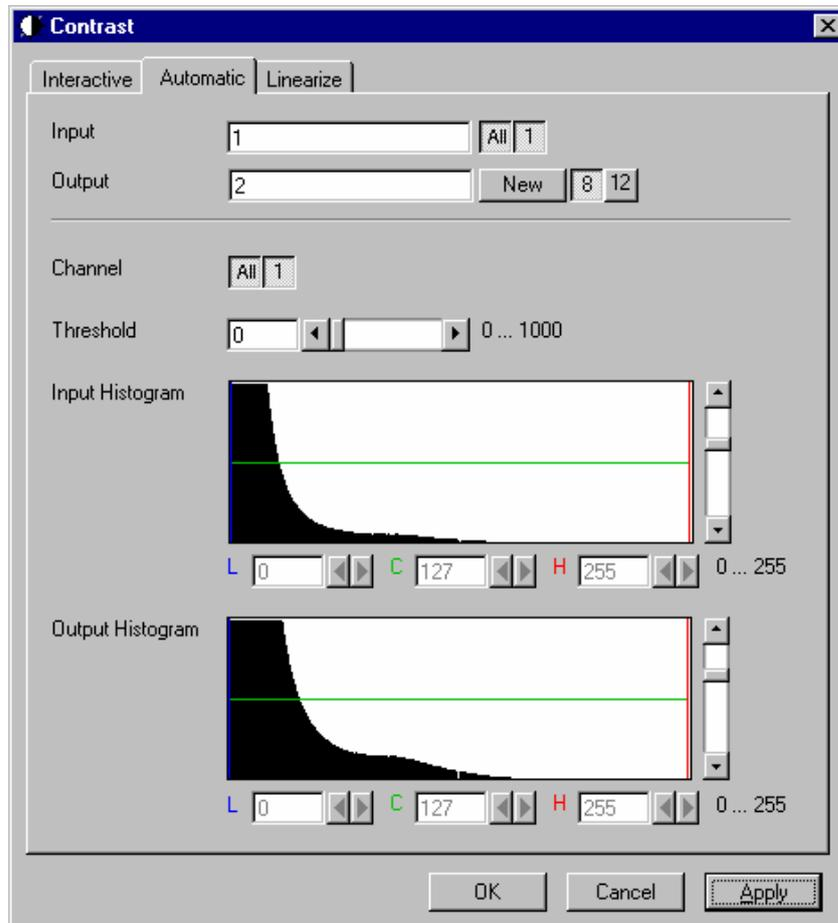 Contrast
Interactive Automatic Linearize
Input 1 All 1
Output 2 New 8 12
Channel All 1
Threshold 0 0 ... 1000
Input Histogram
L 0 C 127 H 255 0 ... 255
Output Histogram
L 0 C 127 H 255 0 ... 255
OK Cancel Apply